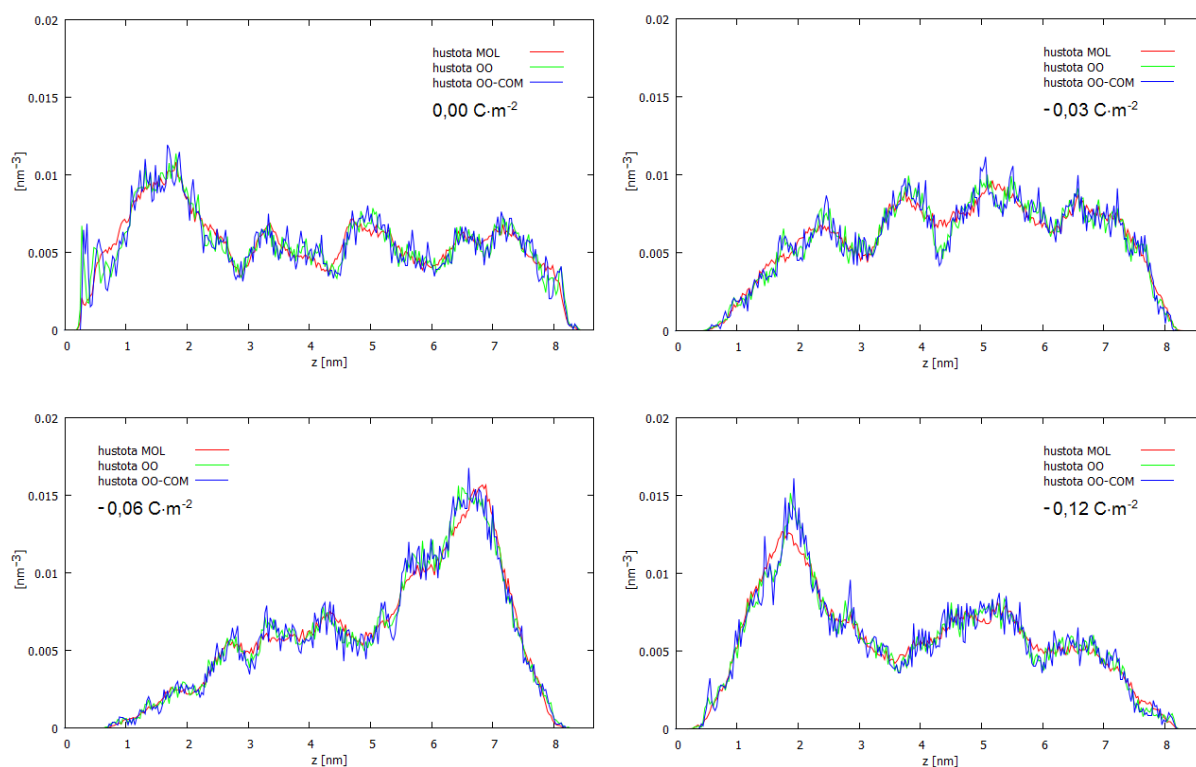 0.02
0.015
0.01
0.005
0
[nm⁻³]
hustota MOL
hustota OO
hustota OO-COM
0,00 C·m⁻²
0 1 2 3 4 5 6 7 8
z [nm]
0.02
0.015
0.01
0.005
0
[nm⁻³]
hustota MOL
hustota OO
hustota OO-COM
-0,03 C·m⁻²
0 1 2 3 4 5 6 7 8
z [nm]
0.02
0.015
0.01
0.005
0
[nm⁻³]
hustota MOL
hustota OO
hustota OO-COM
-0,06 C·m⁻²
0 1 2 3 4 5 6 7 8
z [nm]
0.02
0.015
0.01
0.005
0
[nm⁻³]
hustota MOL
hustota OO
hustota OO-COM
-0,12 C·m⁻²
0 1 2 3 4 5 6 7 8
z [nm]